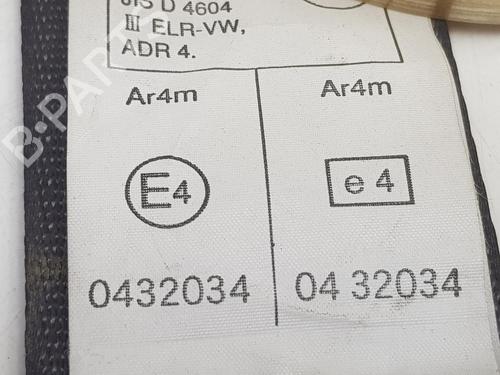 JIS D 4604
III ELR-VW,
ADR 4.
Ar4m
E4
0432034
Ar4m
e 4
04 32034
B-PARTS